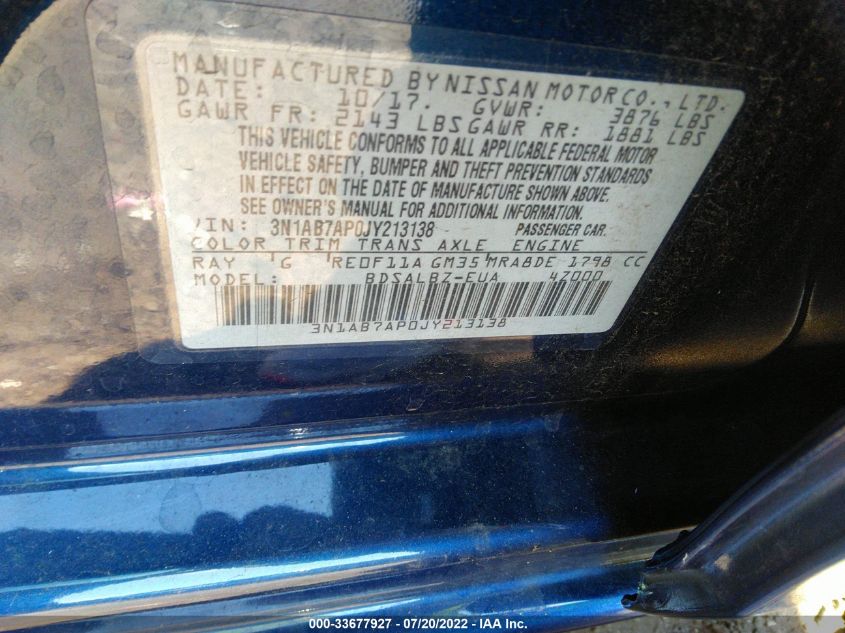 MANUFACTURED BY NISSAN MOTOR CO., LTD.
DATE: 10/17. GVWR: 3876 LBS
GAWR FR: 2143 LBS GAWR RR: 1881 LBS
THIS VEHICLE CONFORMS TO ALL APPLICABLE FEDERAL MOTOR
VEHICLE SAFETY, BUMPER AND THEFT PREVENTION STANDARDS
IN EFFECT ON THE DATE OF MANUFACTURE SHOWN ABOVE.
SEE OWNER'S MANUAL FOR ADDITIONAL INFORMATION
VIN: 3N1AB7AP0JY213138 PASSENGER CAR.
COLOR TRIM TRANS AXLE ENGINE
RAY G RE0F11A GM35 MRA8DE 1798 CC
MODEL: BDSALBZ-EUA 4Z000
3N1AB7AP0JY213138
000-33677927 / 07/20/2022 - IAA Inc.